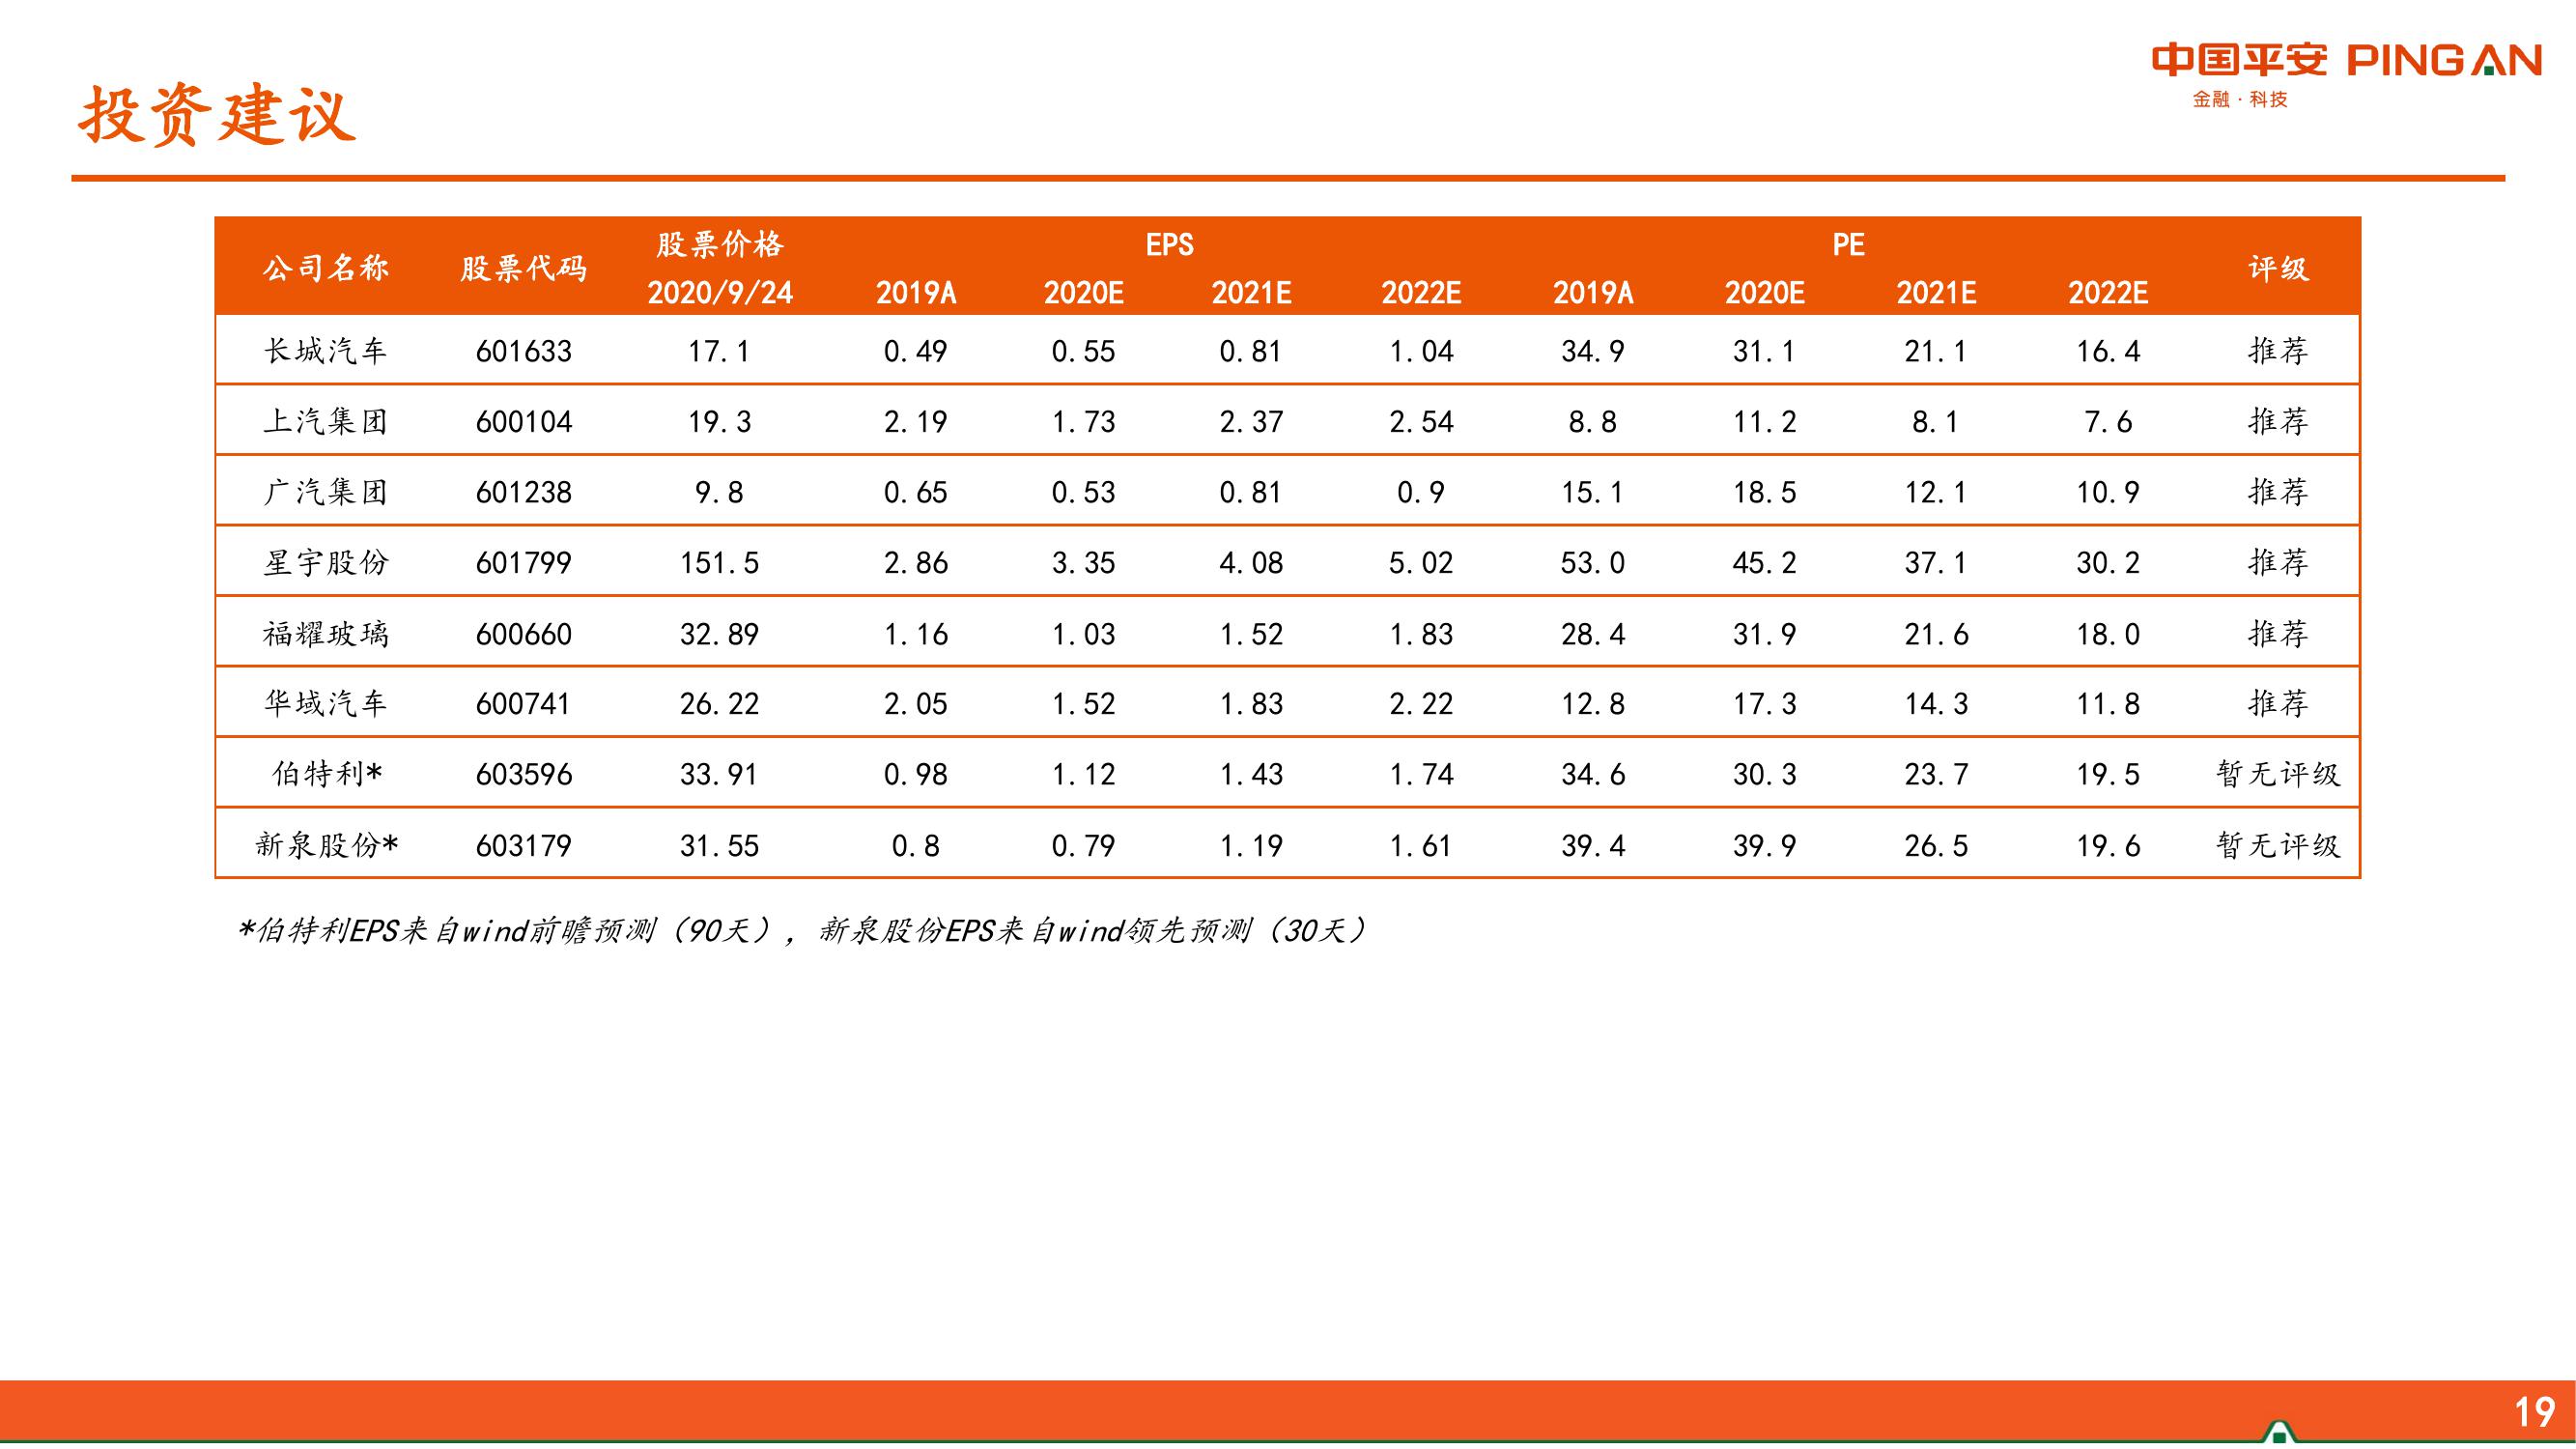 中国平安 PINGAN
金融·科技
投资建议
公司名称 股票代码 股票价格 2020/9/24 EPS PE 评级
2019A 2020E 2021E 2022E 2019A 2020E 2021E 2022E
长城汽车 601633 17.1 0.49 0.55 0.81 1.04 34.9 31.1 21.1 16.4 推荐
上汽集团 600104 19.3 2.19 1.73 2.37 2.54 8.8 11.2 8.1 7.6 推荐
广汽集团 601238 9.8 0.65 0.53 0.81 0.9 15.1 18.5 12.1 10.9 推荐
星宇股份 601799 151.5 2.86 3.35 4.08 5.02 53.0 45.2 37.1 30.2 推荐
福耀玻璃 600660 32.89 1.16 1.03 1.52 1.83 28.4 31.9 21.6 18.0 推荐
华域汽车 600741 26.22 2.05 1.52 1.83 2.22 12.8 17.3 14.3 11.8 推荐
伯特利* 603596 33.91 0.98 1.12 1.43 1.74 34.6 30.3 23.7 19.5 暂无评级
新泉股份* 603179 31.55 0.8 0.79 1.19 1.61 39.4 39.9 26.5 19.6 暂无评级
*伯特利EPS来自wind前瞻预测（90天），新泉股份EPS来自wind领先预测（30天）
19